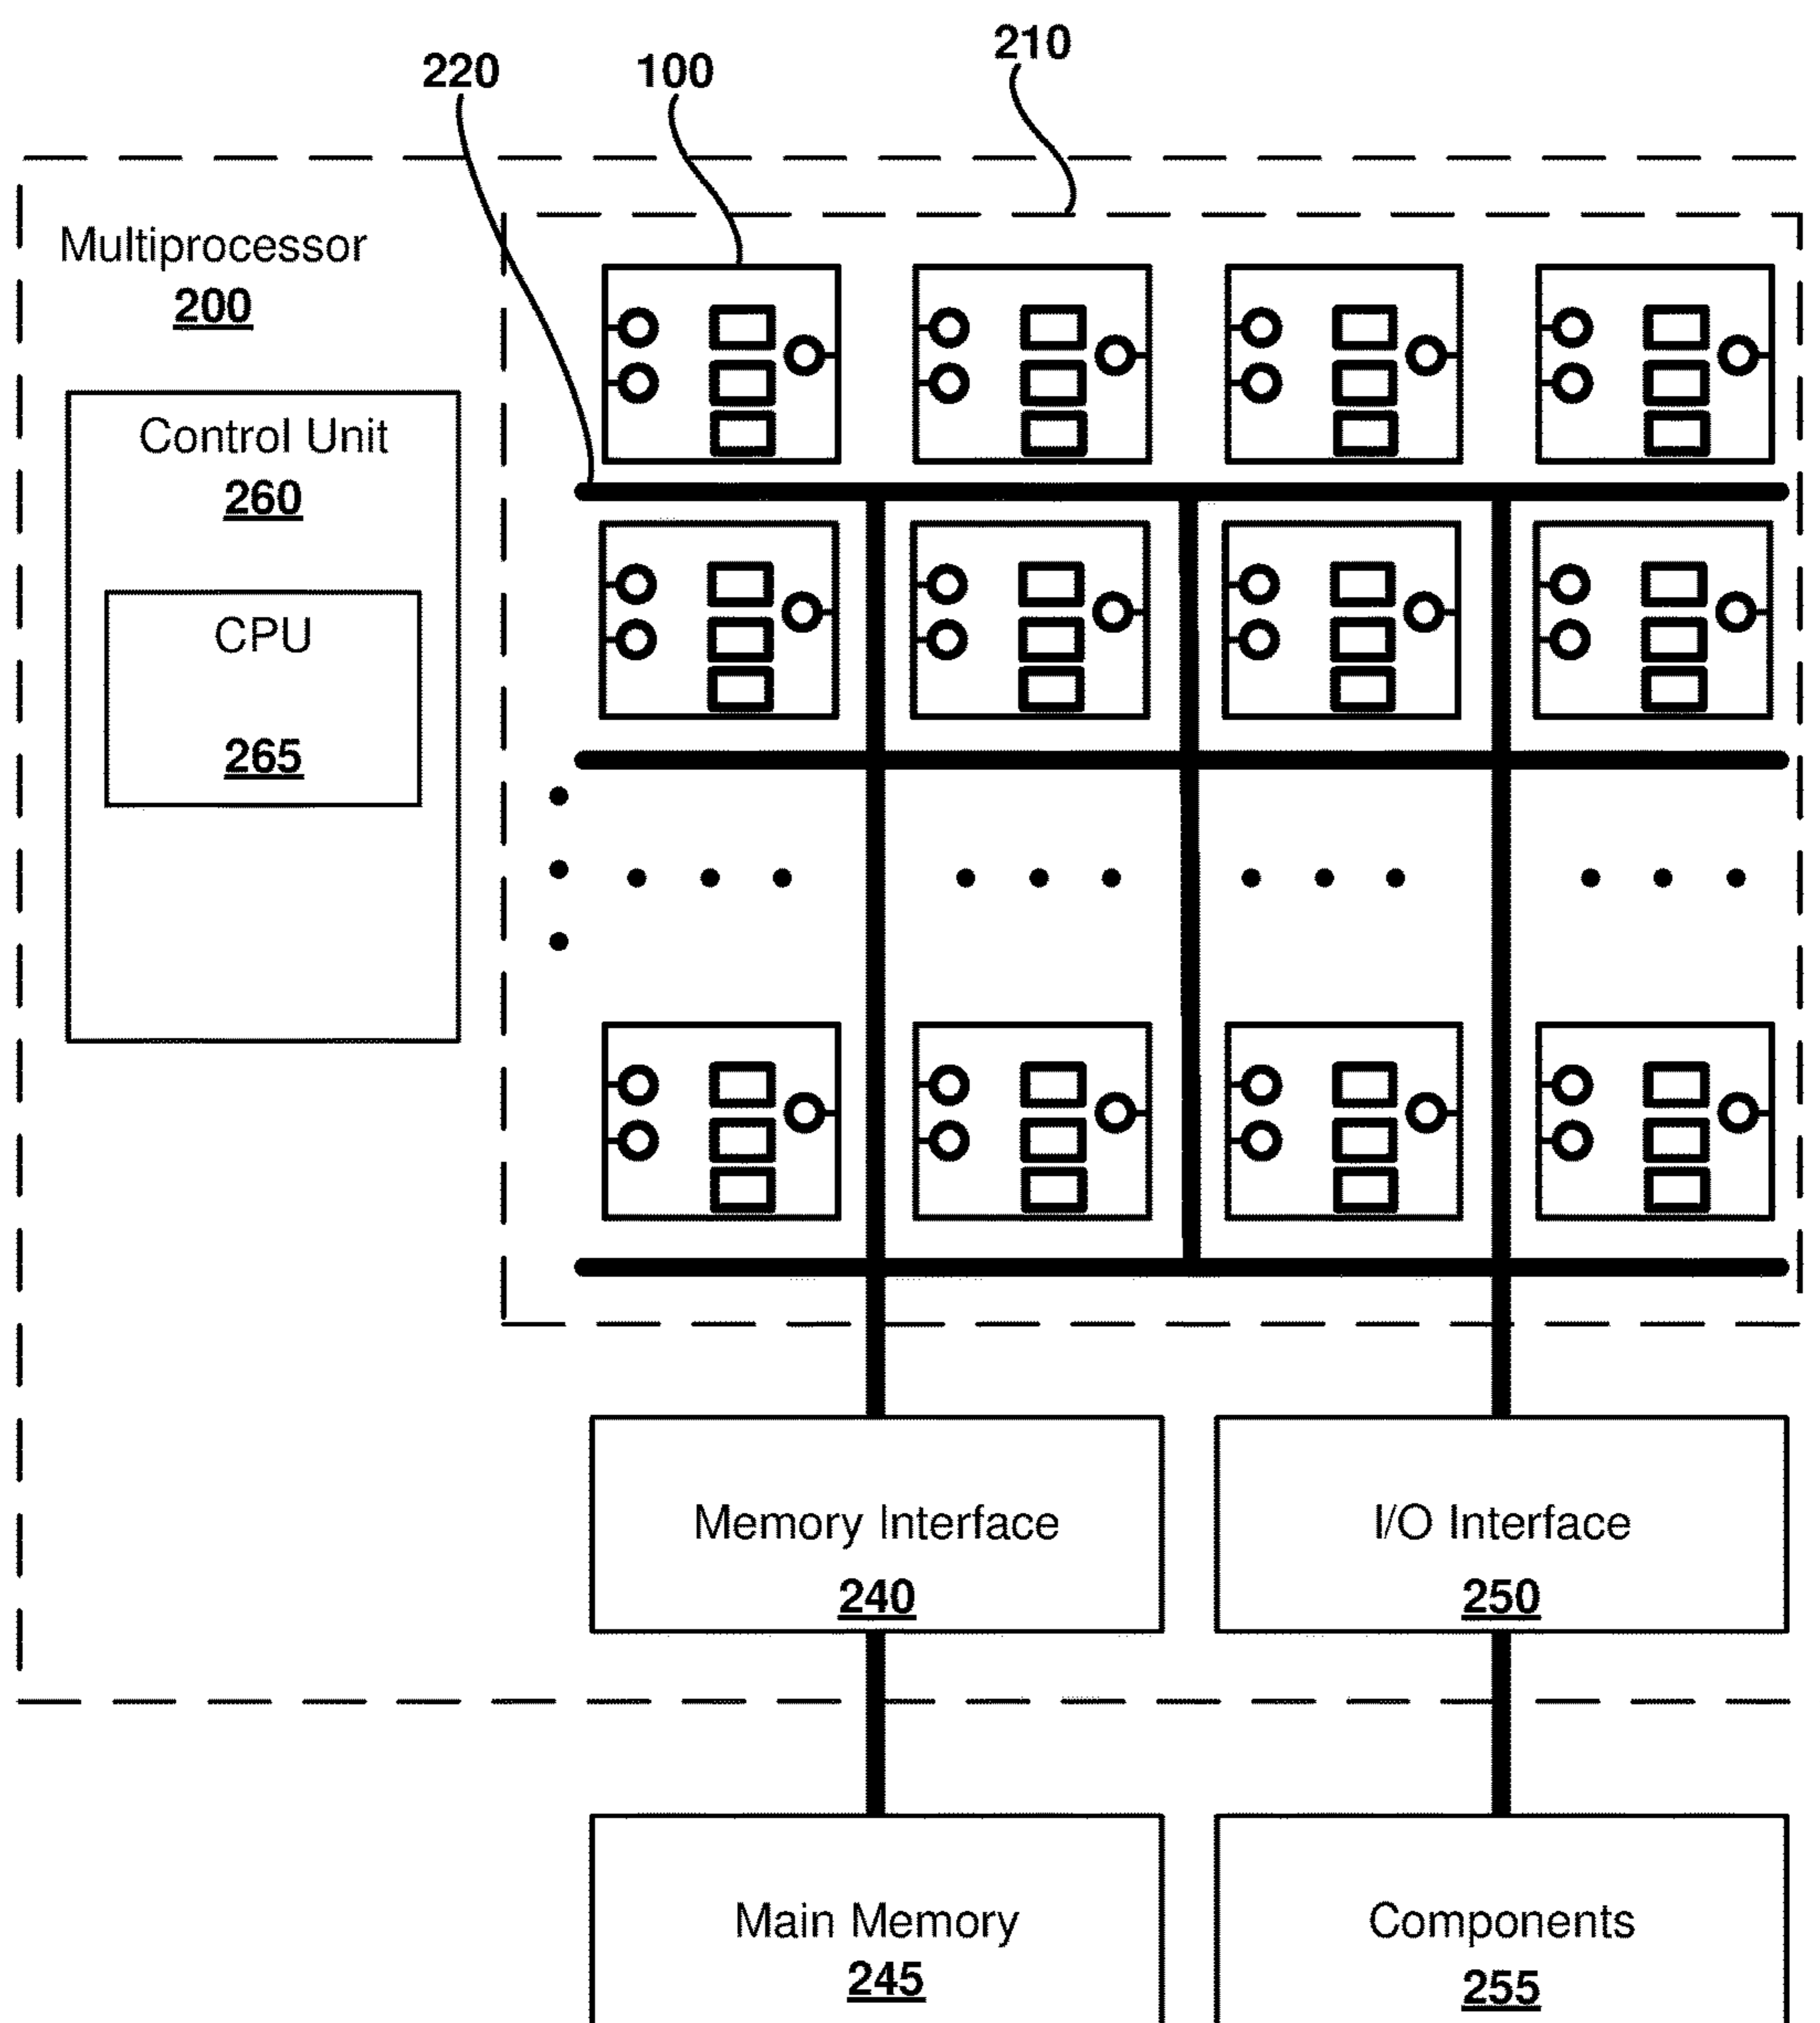 210
220
100
Multiprocessor
200
Control Unit
260
CPU
265
Memory Interface
240
I/O Interface
250
Main Memory
245
Components
255